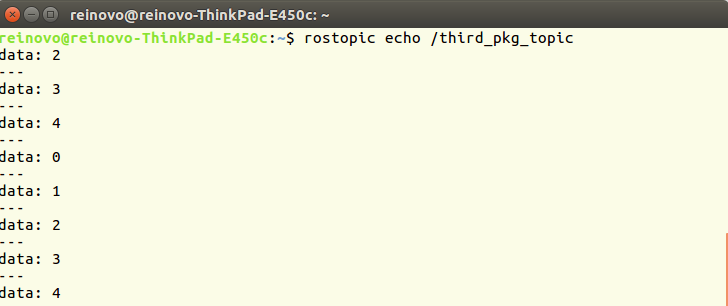 reinovo@reinovo-ThinkPad-E450c: ~
reinovo@reinovo-ThinkPad-E450c:~$ rostopic echo /third_pkg_topic
data: 2
---
data: 3
---
data: 4
---
data: 0
---
data: 1
---
data: 2
---
data: 3
---
data: 4